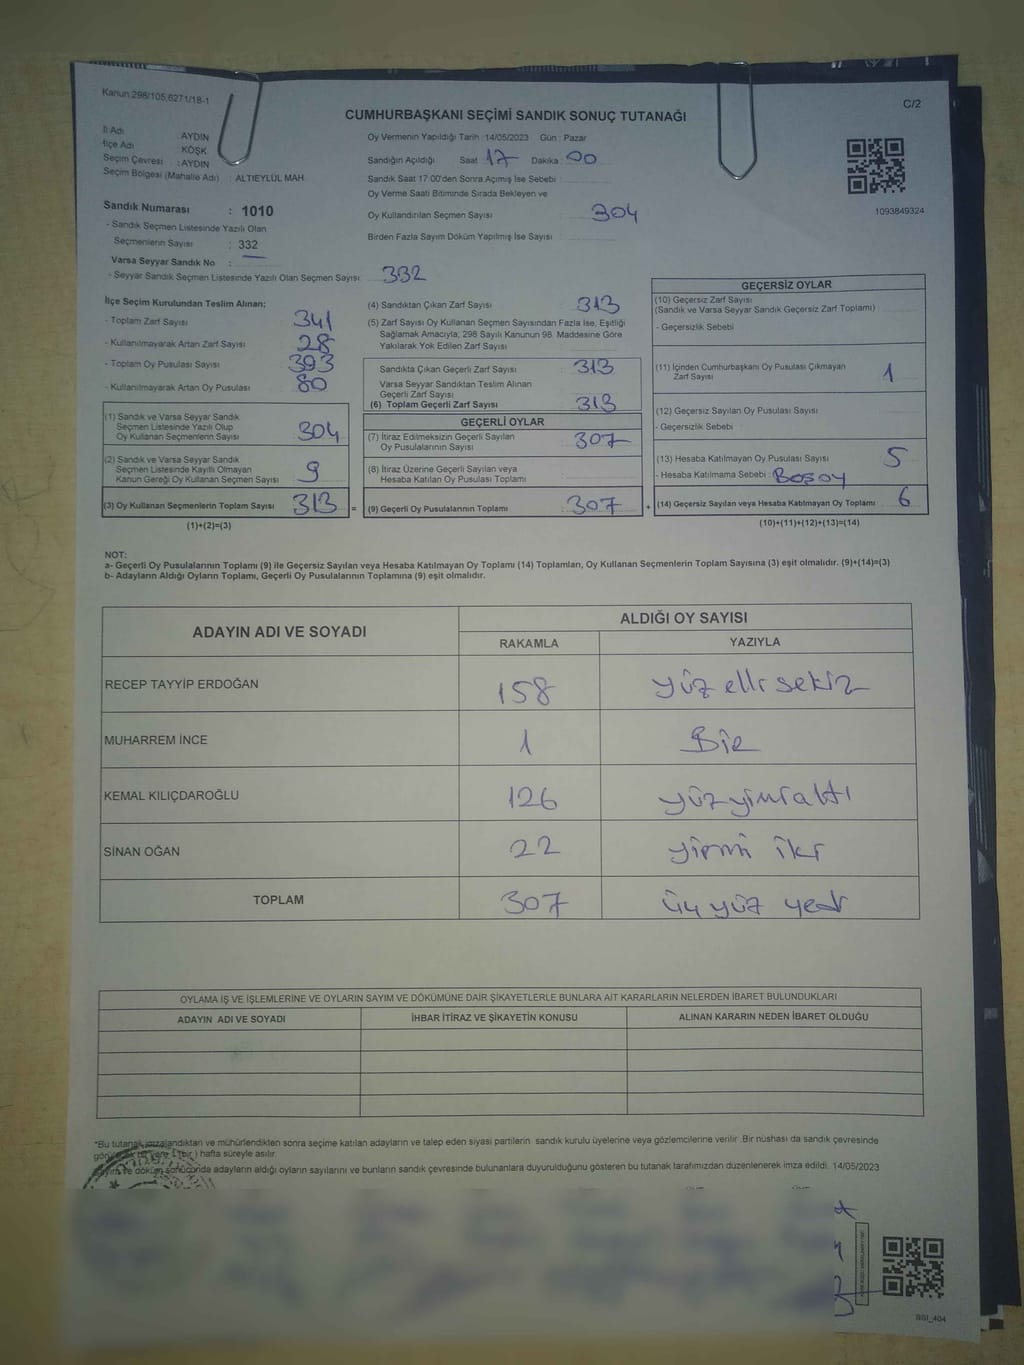 Kanun:298/105,6271/18-1
C/2
CUMHURBAŞKANI SEÇİMİ SANDIK SONUÇ TUTANAĞI
İl Adı : AYDIN
İlçe Adı : KÖŞK
Seçim Çevresi : AYDIN
Seçim Bölgesi (Mahalle Adı) : ALTIEYLÜL MAH.
Sandık Numarası : 1010
- Sandık Seçmen Listesinde Yazılı Olan
Seçmenlerin Sayısı : 332
Varsa Seyyar Sandık No :
- Seyyar Sandık Seçmen Listesinde Yazılı Olan Seçmen Sayısı: 332
Oy Vermenin Yapıldığı Tarih :14/05/2023 Gün : Pazar
Sandığın Açıldığı Saat 17 Dakika 00
Sandık Saat 17:00'den Sonra Açımış İse Sebebi :
Oy Verme Saati Bitiminde Sırada Bekleyen ve
Oy Kullandırılan Seçmen Sayısı : 304
Birden Fazla Sayım Döküm Yapılmış İse Sayısı :
1093849324
İlçe Seçim Kurulundan Teslim Alınan;
- Toplam Zarf Sayısı 341
- Kullanılmayarak Artan Zarf Sayısı 28
- Toplam Oy Pusulası Sayısı 393
- Kullanılmayarak Artan Oy Pusulası 80
(1) Sandık ve Varsa Seyyar Sandık
Seçmen Listesinde Yazılı Olup
Oy Kullanan Seçmenlerin Sayısı 304
(2) Sandık ve Varsa Seyyar Sandık
Seçmen Listesinde Kayıtlı Olmayan
Kanun Gereği Oy Kullanan Seçmen Sayısı 9
(3) Oy Kullanan Seçmenlerin Toplam Sayısı 313 =
(1)+(2)=(3)
(4) Sandıktan Çıkan Zarf Sayısı 313
(5) Zarf Sayısı Oy Kullanan Seçmen Sayısından Fazla İse, Eşitliği
Sağlamak Amacıyla; 298 Sayılı Kanunun 98. Maddesine Göre
Yakılarak Yok Edilen Zarf Sayısı
Sandıkta Çıkan Geçerli Zarf Sayısı 313
Varsa Seyyar Sandıktan Teslim Alınan
Geçerli Zarf Sayısı
(6) Toplam Geçerli Zarf Sayısı 313
GEÇERLİ OYLAR
(7) İtiraz Edilmeksizin Geçerli Sayılan
Oy Pusulalarının Sayısı 307
(8) İtiraz Üzerine Geçerli Sayılan veya
Hesaba Katılan Oy Pusulası Toplamı
(9) Geçerli Oy Pusulalarının Toplamı 307 +
GEÇERSİZ OYLAR
(10) Geçersiz Zarf Sayısı
(Sandık ve Varsa Seyyar Sandık Geçersiz Zarf Toplamı)
- Geçersizlik Sebebi
(11) İçinden Cumhurbaşkanı Oy Pusulası Çıkmayan
Zarf Sayısı 1
(12) Geçersiz Sayılan Oy Pusulası Sayısı
- Geçersizlik Sebebi :
(13) Hesaba Katılmayan Oy Pusulası Sayısı 5
- Hesaba Katılmama Sebebi :
(14) Geçersiz Sayılan veya Hesaba Katılmayan Oy Toplamı 6
(10)+(11)+(12)+(13)=(14)
NOT:
a- Geçerli Oy Pusulalarının Toplamı (9) ile Geçersiz Sayılan veya Hesaba Katılmayan Oy Toplamı (14) Toplamları, Oy Kullanan Seçmenlerin Toplam Sayısına (3) eşit olmalıdır. (9)+(14)=(3)
b- Adayların Aldığı Oyların Toplamı, Geçerli Oy Pusulalarının Toplamına (9) eşit olmalıdır.
ADAYIN ADI VE SOYADI
ALDIĞI OY SAYISI
RAKAMLA YAZIYLA
RECEP TAYYİP ERDOĞAN 158 yüz elli sekiz
MUHARREM İNCE 1 Bir
KEMAL KILIÇDAROĞLU 126 yüz yirmi altı
SİNAN OĞAN 22 yirmi iki
TOPLAM 307 üç yüz yedi
OYLAMA İŞ VE İŞLEMLERİNE VE OYLARIN SAYIM VE DÖKÜMÜNE DAİR ŞİKAYETLERLE BUNLARA AİT KARARLARIN NELERDEN İBARET BULUNDUKLARI
ADAYIN ADI VE SOYADI İHBAR İTİRAZ VE ŞİKAYETİN KONUSU ALINAN KARARIN NEDEN İBARET OLDUĞU
*Bu tutanak imzalandıktan ve mühürlendikten sonra seçime katılan adayların ve talep eden siyasi partilerin sandık kurulu üyelerine veya gözlemcilerine verilir .Bir nüshası da sandık çevresinde
bir) hafta süreyle asılır.
ve döküm sonucunda adayların aldığı oyların sayılarını ve bunların sandık çevresinde bulunanlara duyurulduğunu gösteren bu tutanak tarafımızdan düzenlenerek imza edildi. 14/05/2023